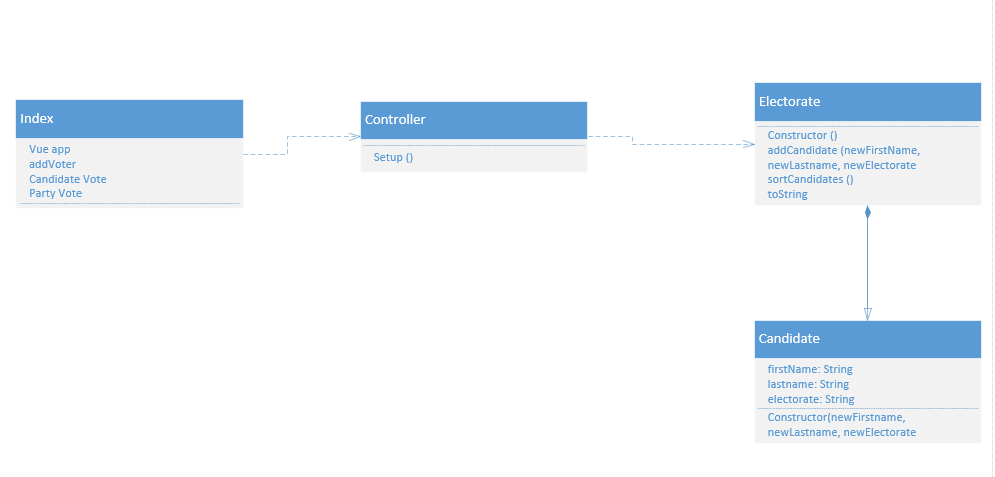 Index
Vue app
addVoter
Candidate Vote
Party Vote
Controller
Setup ()
Electorate
Constructor ()
addCandidate (newFirstName,
newLastname, newElectorate
sortCandidates ()
toString
Candidate
firstName: String
lastname: String
electorate: String
Constructor(newFirstname,
newLastname, newElectorate